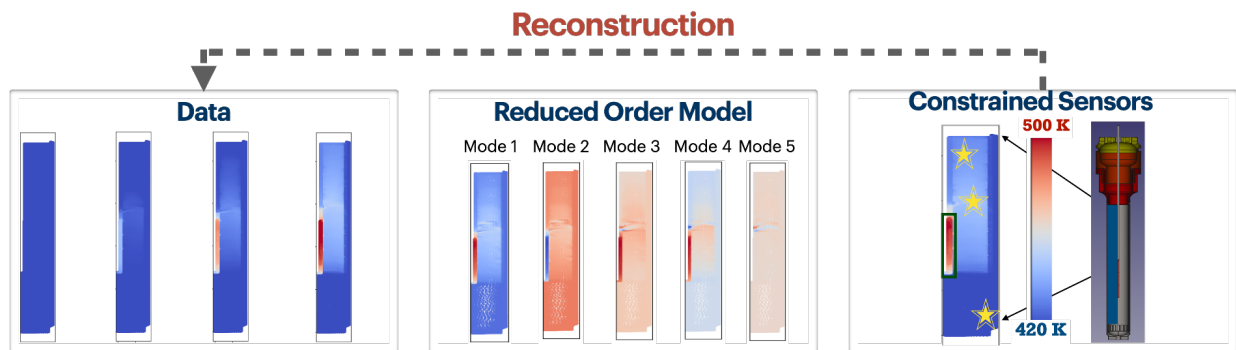 Reconstruction
Data
Reduced Order Model
Mode 1 Mode 2 Mode 3 Mode 4 Mode 5
Constrained Sensors
500 K
420 K